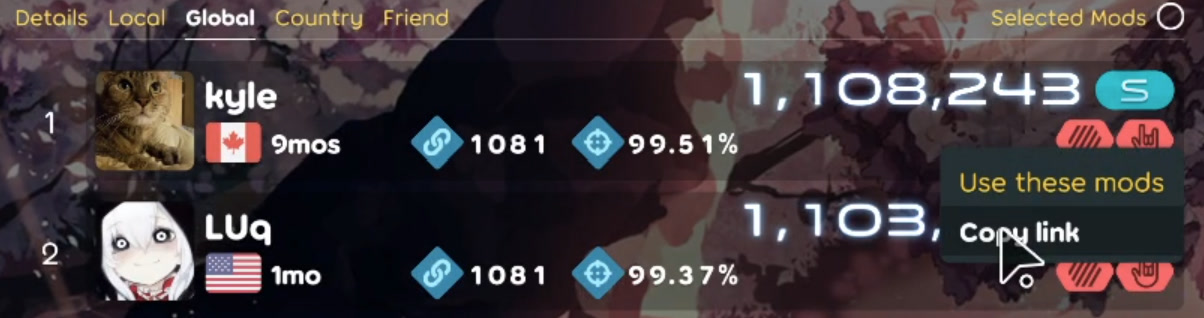 Details Local Global Country Friend Selected Mods
1 kyle 1,108,243 S
9mos 1081 99.51%
Use these mods
2 LUq 1,103,
Copy link
1mo 1081 99.37%